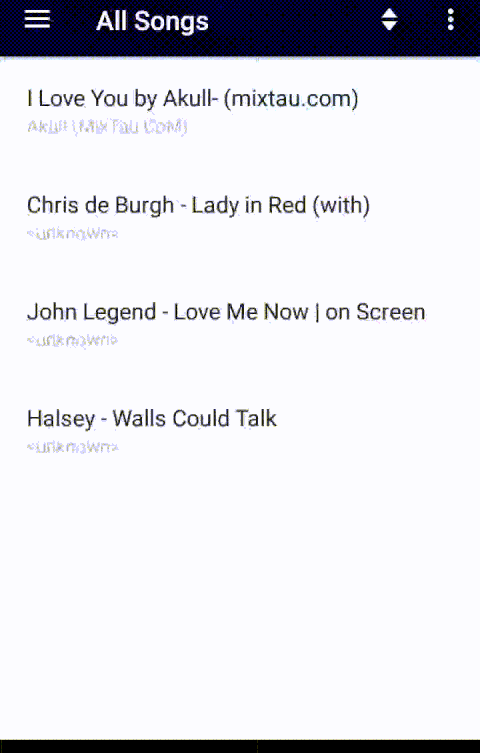 All Songs
I Love You by Akull- (mixtau.com)
Akull (MixTau CoM)
Chris de Burgh - Lady in Red (with)
<unknown>
John Legend - Love Me Now | on Screen
<unknown>
Halsey - Walls Could Talk
<unknown>